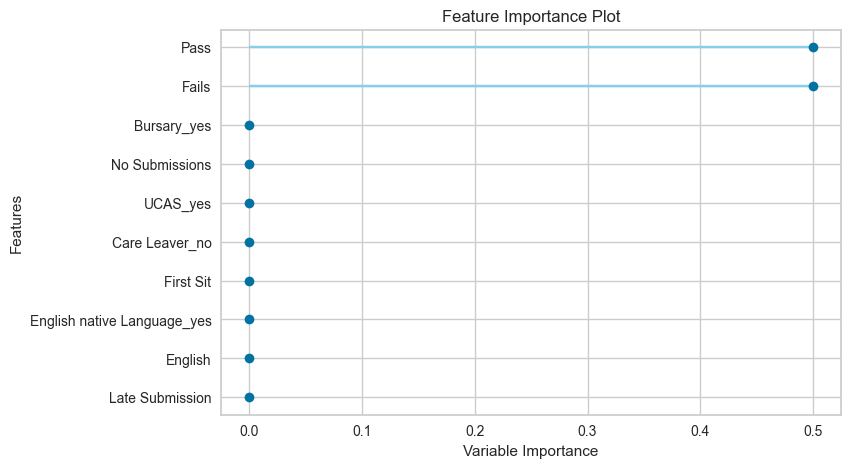 Feature Importance Plot
Pass
Fails
Bursary_yes
No Submissions
UCAS_yes
Care Leaver_no
First Sit
English native Language_yes
English
Late Submission
Features
0.0 0.1 0.2 0.3 0.4 0.5
Variable Importance